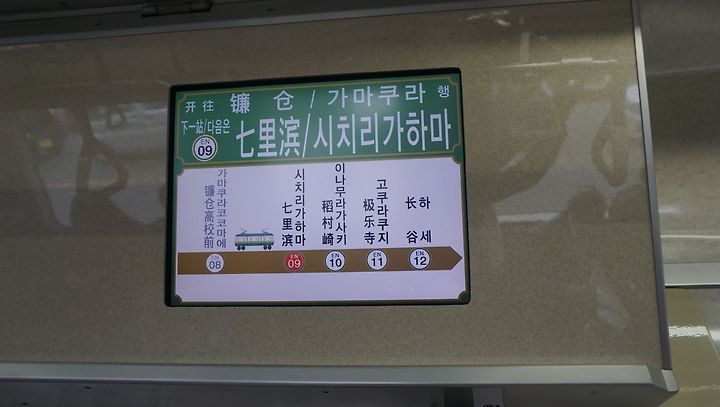 开往 镰仓 / 가마쿠라 행
下一站/다음은 七里滨/시치리가하마
EN 09
가마쿠라코코마에
镰仓高校前
시치리가하마
七里滨
이나무라가사키
稻村崎
고쿠라쿠지
极乐寺
하세
长谷
EN 08 EN 09 EN 10 EN 11 EN 12